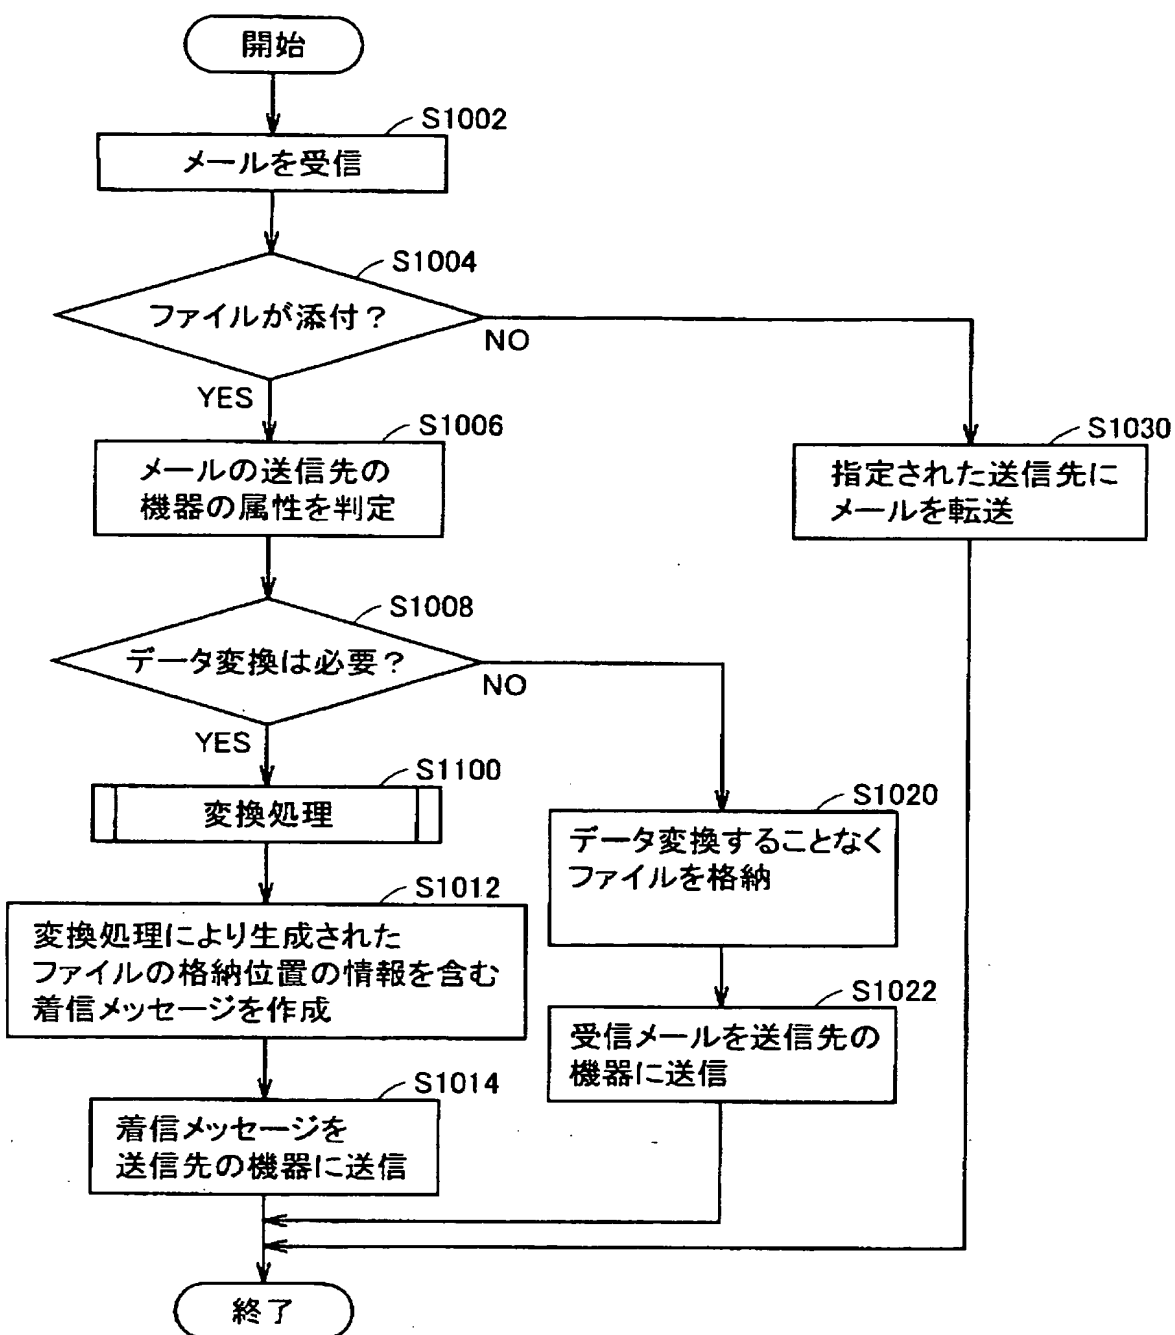 開始
S1002
メールを受信
S1004
ファイルが添付？
NO
YES
S1006
メールの送信先の
機器の属性を判定
S1030
指定された送信先に
メールを転送
S1008
データ変換は必要？
NO
YES
S1100
変換処理
S1020
データ変換することなく
ファイルを格納
S1012
変換処理により生成された
ファイルの格納位置の情報を含む
着信メッセージを作成
S1022
受信メールを送信先の
機器に送信
S1014
着信メッセージを
送信先の機器に送信
終了